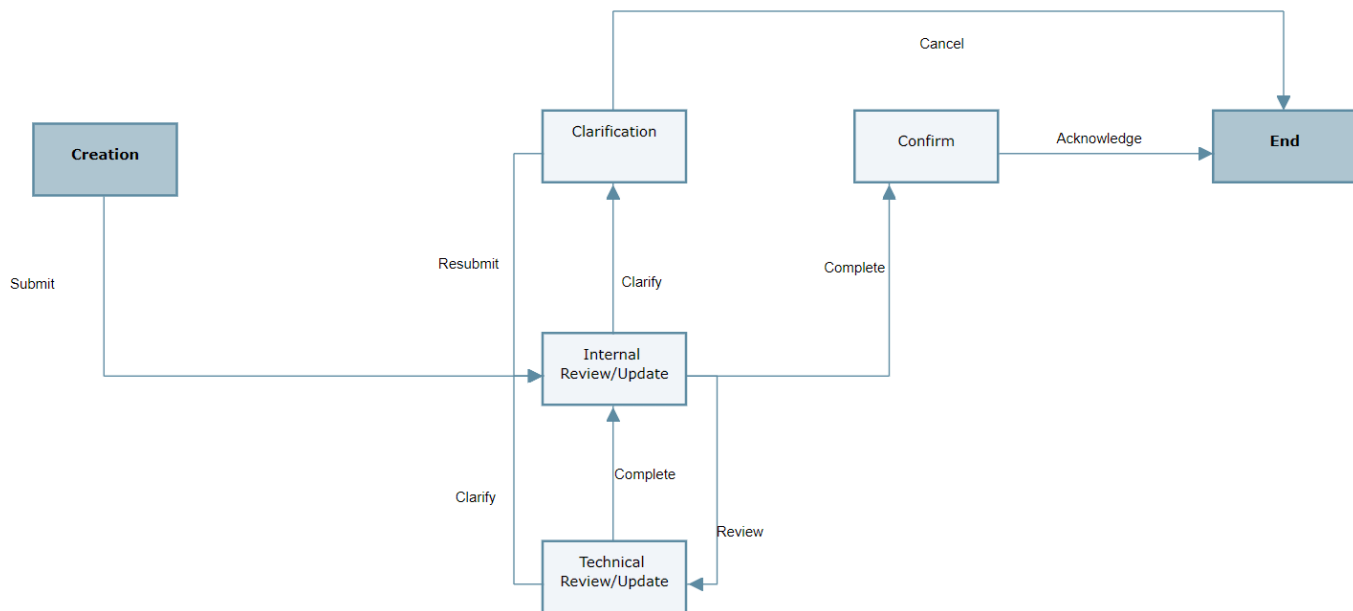 Cancel
Clarification
Confirm
Acknowledge
End
Creation
Resubmit
Complete
Submit
Clarify
Internal
Review/Update
Complete
Clarify
Review
Technical
Review/Update